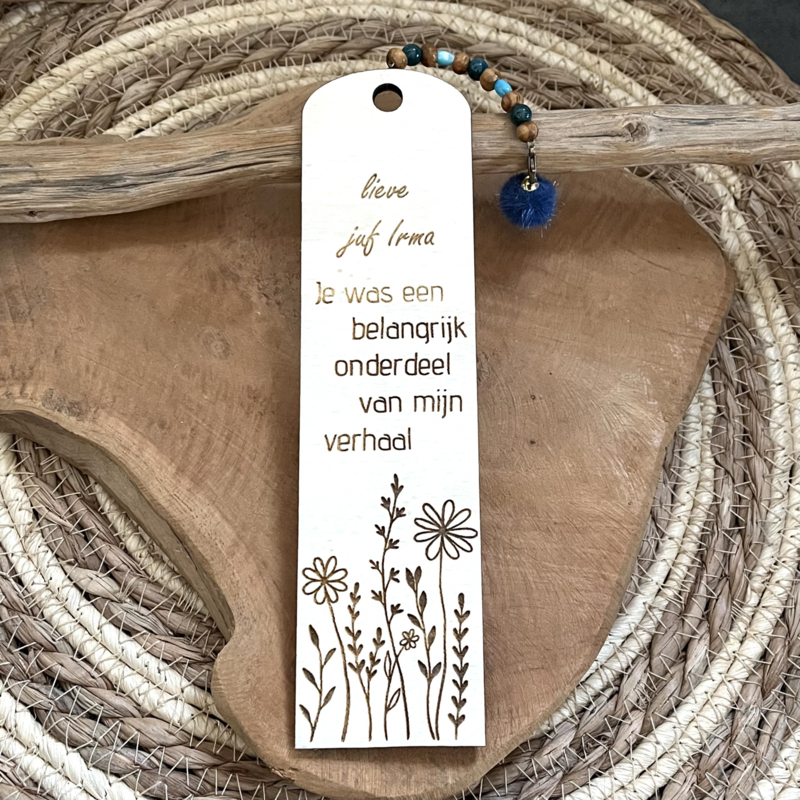 lieve
juf Irma
Je was een
belangrijk
onderdeel
van mijn
verhaal